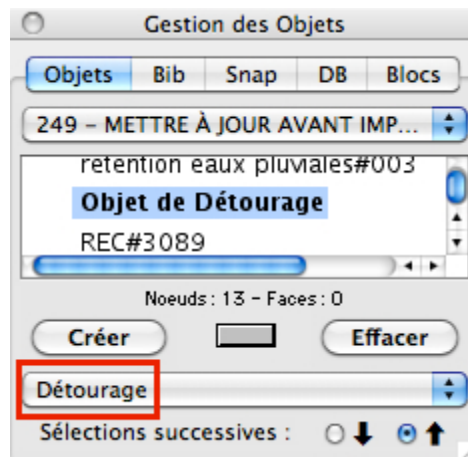 Gestion des Objets
Objets Bib Snap DB Blocs
249 – METTRE À JOUR AVANT IMP...
rétention eaux pluviales#003
Objet de Détourage
REC#3089
Noeuds : 13 – Faces : 0
Créer Effacer
Détourage
Sélections successives :